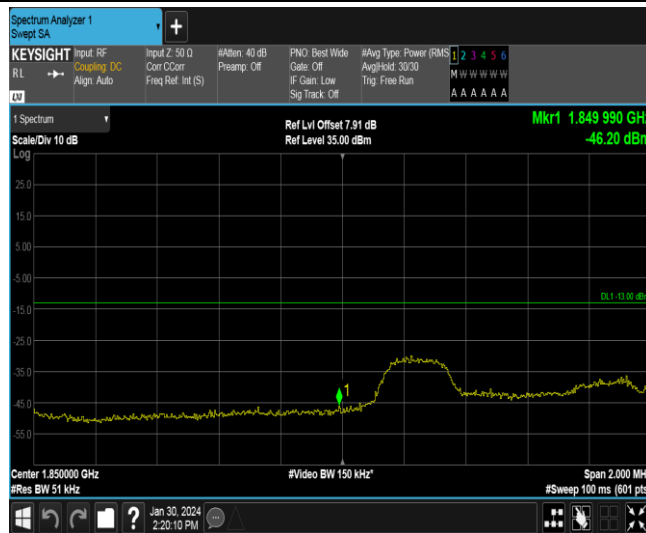 Spectrum Analyzer 1
Swept SA
+
KEYSIGHT
RL
LXI
Input: RF
Coupling: DC
Align: Auto
Input Z: 50 Ω
Corr CCorr
Freq Ref: Int (S)
#Atten: 40 dB
Preamp: Off
PNO: Best Wide
Gate: Off
IF Gain: Low
Sig Track: Off
#Avg Type: Power (RMS
Avg|Hold: 30/30
Trig: Free Run
1 2 3 4 5 6
M W W W W W
A A A A A A
1 Spectrum
Scale/Div 10 dB
Log
Ref Lvl Offset 7.91 dB
Ref Level 35.00 dBm
Mkr1 1.849 990 GHz
-46.20 dBm
25.0
15.0
5.00
-5.00
DL1 -13.00 dBm
-15.0
-25.0
-35.0
1
-45.0
-55.0
Center 1.850000 GHz
#Res BW 51 kHz
#Video BW 150 kHz*
Span 2.000 MHz
#Sweep 100 ms (601 pts)
?
Jan 30, 2024
2:20:10 PM